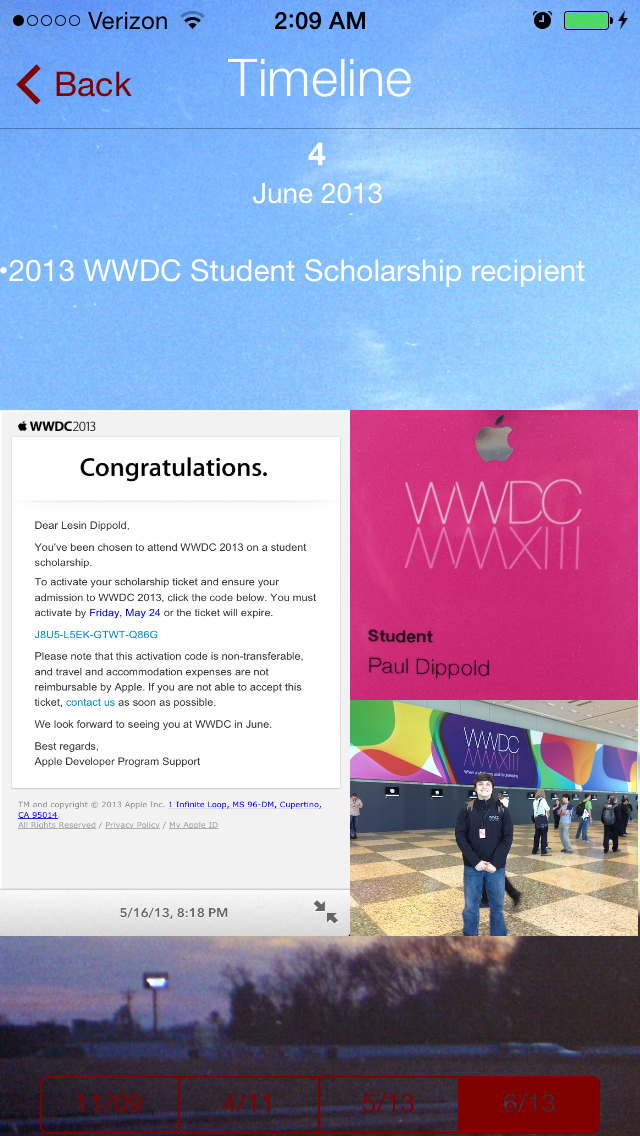 Verizon 2:09 AM
Back Timeline
4
June 2013
•2013 WWDC Student Scholarship recipient
WWDC2013
Congratulations.
Dear Lesin Dippold,
You've been chosen to attend WWDC 2013 on a student
scholarship.
To activate your scholarship ticket and ensure your
admission to WWDC 2013, click the code below. You must
activate by Friday, May 24 or the ticket will expire.
J8U5-L5EK-GTWT-Q86G
Please note that this activation code is non-transferable,
and travel and accommodation expenses are not
reimbursable by Apple. If you are not able to accept this
ticket, contact us as soon as possible.
We look forward to seeing you at WWDC in June.
Best regards,
Apple Developer Program Support
TM and copyright © 2013 Apple Inc. 1 Infinite Loop, MS 96-DM, Cupertino,
CA 95014.
All Rights Reserved / Privacy Policy / My Apple ID
5/16/13, 8:18 PM
WWDC
MMXIII
Student
Paul Dippold
WWDC
MMXIII
11/09 4/11 5/13 6/13